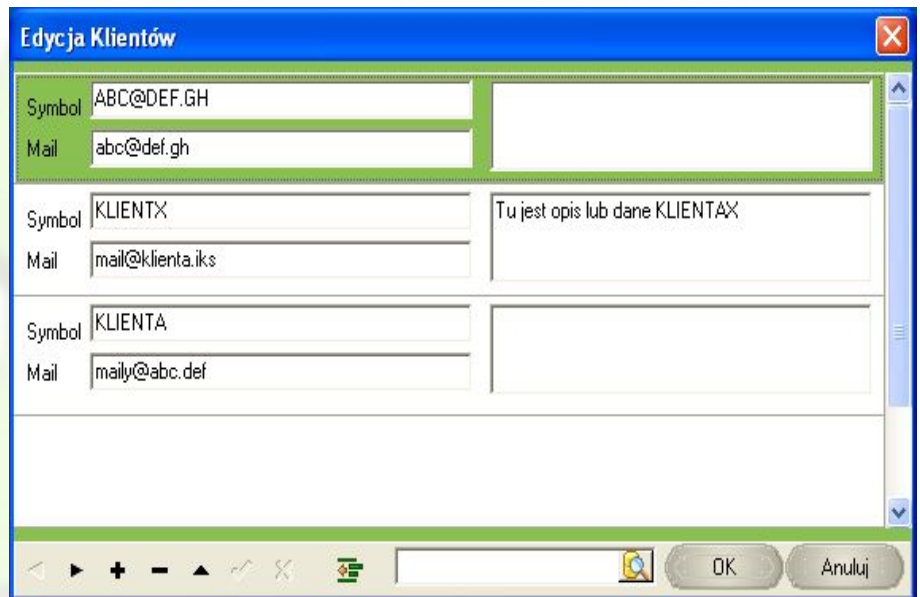 Edycja Klientów
Symbol ABC@DEF.GH
Mail abc@def.gh
Symbol KLIENTX Tu jest opis lub dane KLIENTAX
Mail mail@klienta.iks
Symbol KLIENTA
Mail maily@abc.def
OK Anuluj